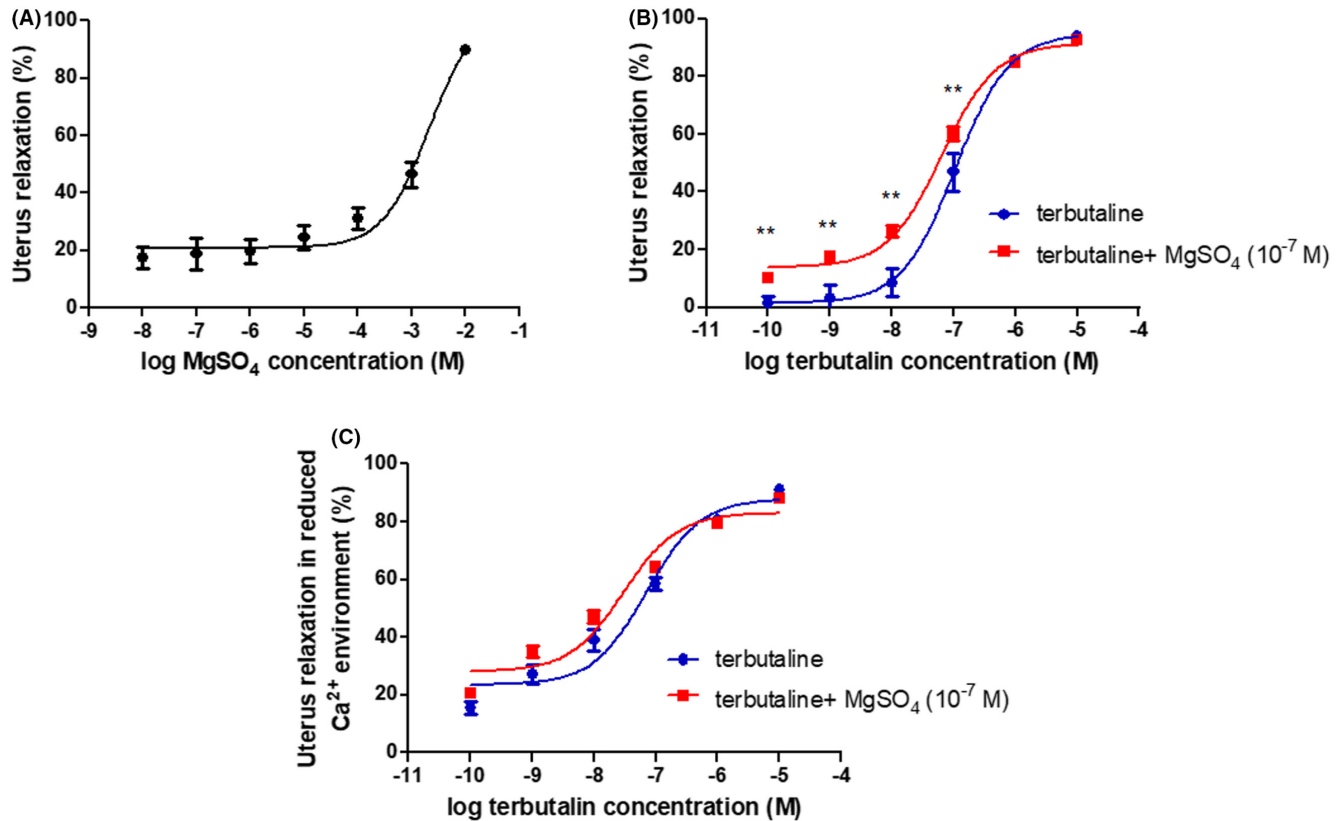 (A)
Uterus relaxation (%)
100
80
60
40
20
0
-9 -8 -7 -6 -5 -4 -3 -2 -1
log MgSO4 concentration (M)
(B)
Uterus relaxation (%)
100
80
60
40
20
0
**
**
**
**
terbutaline
terbutaline+ MgSO4 (10-7 M)
-11 -10 -9 -8 -7 -6 -5 -4
log terbutalin concentration (M)
(C)
Uterus relaxation in reduced
Ca2+ environment (%)
100
80
60
40
20
0
terbutaline
terbutaline+ MgSO4 (10-7 M)
-11 -10 -9 -8 -7 -6 -5 -4
log terbutalin concentration (M)